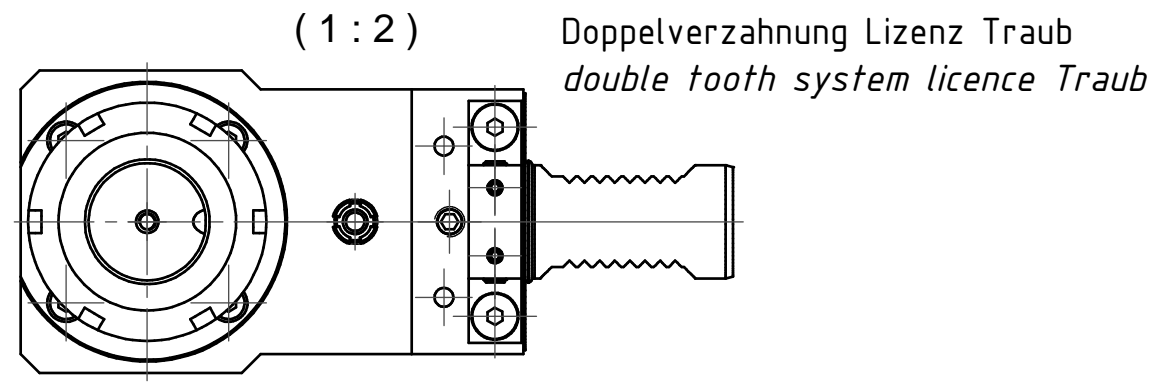 ( 1 : 2 )
Doppelverzahnung Lizenz Traub
double tooth system licence Traub